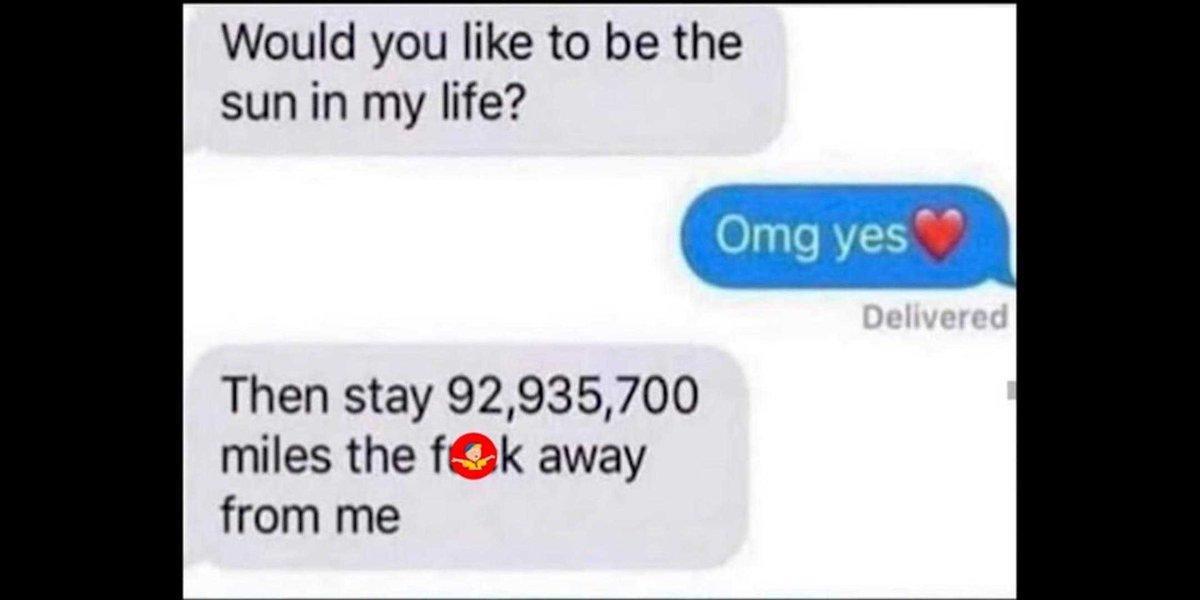 Would you like to be the
sun in my life?
Omg yes❤️
Delivered
Then stay 92,935,700
miles the f k away
from me